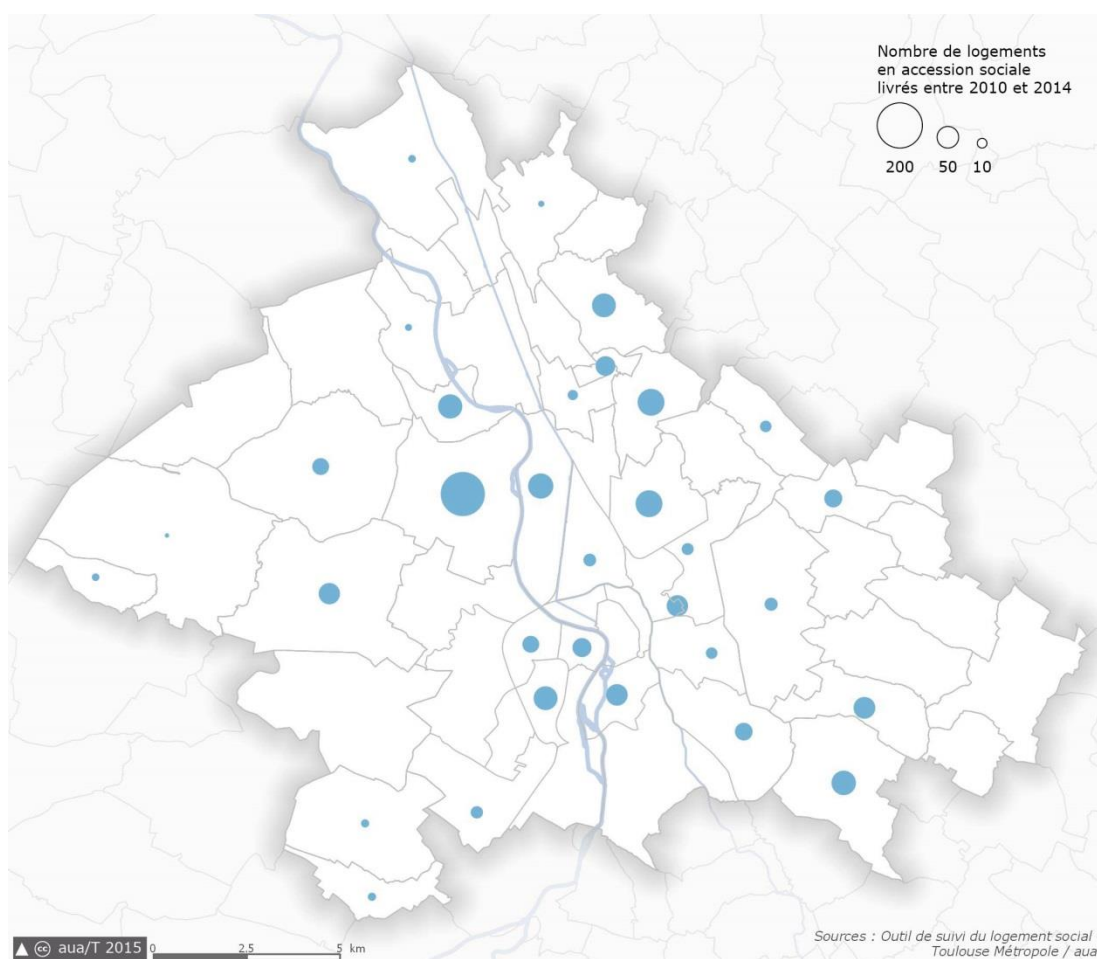 Nombre de logements
en accession sociale
livrés entre 2010 et 2014
200 50 10
▲ cc aua/T 2015 0 2.5 5 km
Sources : Outil de suivi du logement social
Toulouse Métropole / aua